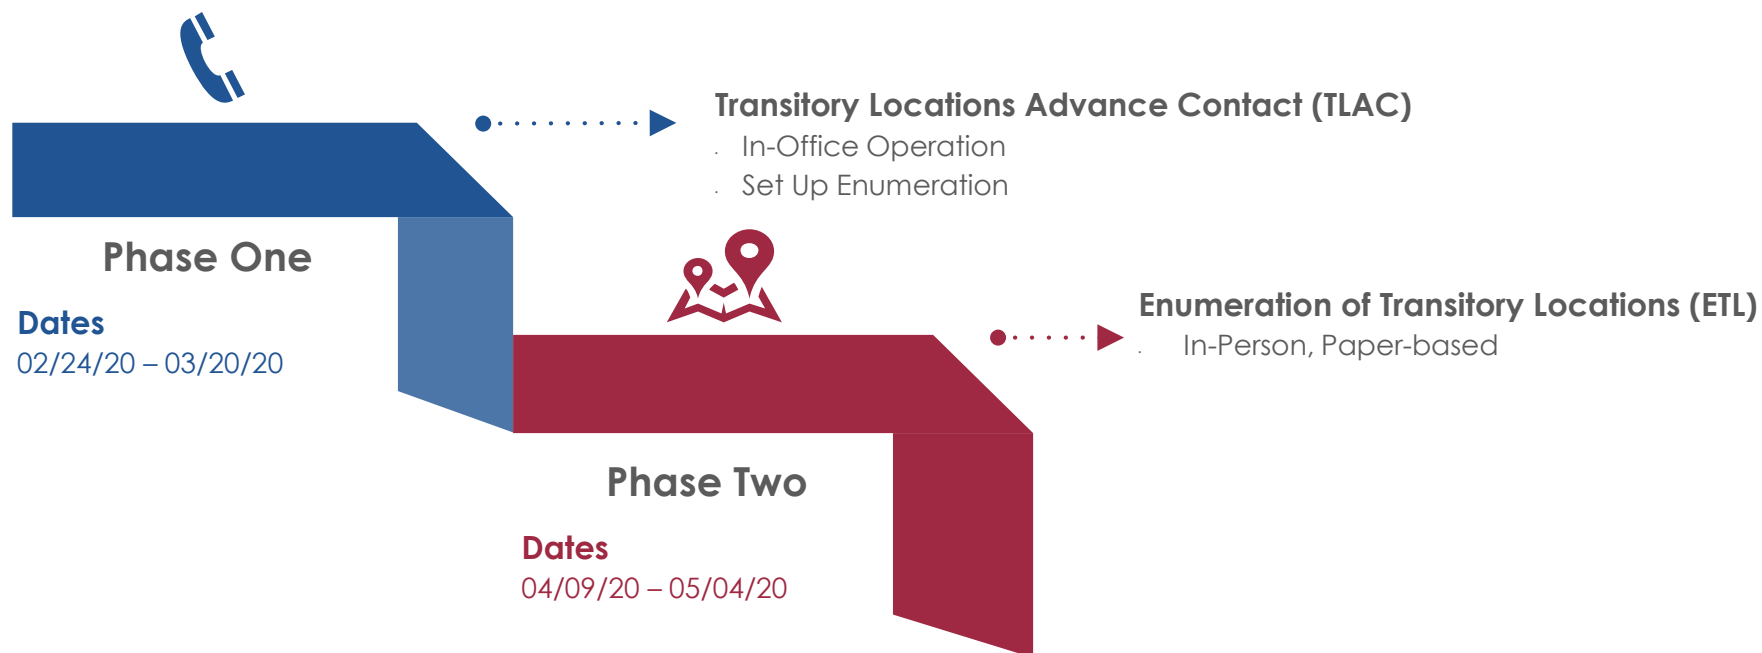 Transitory Locations Advance Contact (TLAC)
· In-Office Operation
· Set Up Enumeration
Phase One
Dates
02/24/20 – 03/20/20
Enumeration of Transitory Locations (ETL)
· In-Person, Paper-based
Phase Two
Dates
04/09/20 – 05/04/20